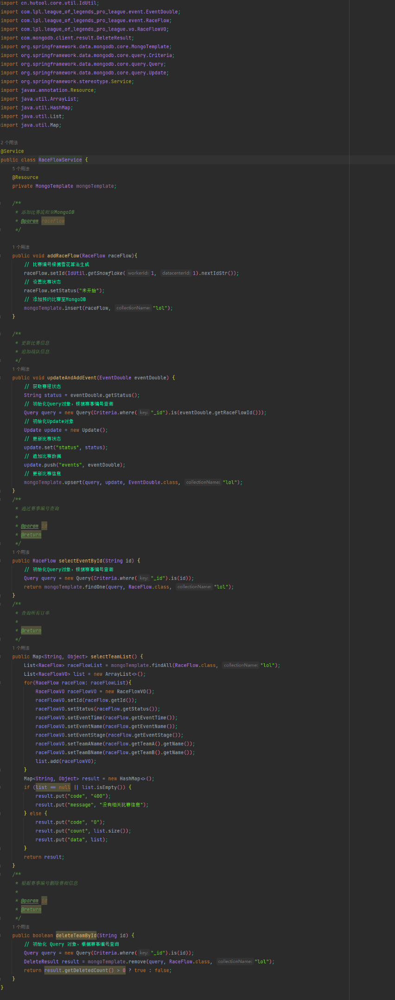 import cn.hutool.core.util.IdUtil;
import com.lpl.league_of_legends_pro_league.event.EventDouble;
import com.lpl.league_of_legends_pro_league.event.RaceFlow;
import com.lpl.league_of_legends_pro_league.vo.RaceFlowVO;
import com.mongodb.client.result.DeleteResult;
import org.springframework.data.mongodb.core.MongoTemplate;
import org.springframework.data.mongodb.core.query.Criteria;
import org.springframework.data.mongodb.core.query.Query;
import org.springframework.data.mongodb.core.query.Update;
import org.springframework.stereotype.Service;
import javax.annotation.Resource;
import java.util.ArrayList;
import java.util.HashMap;
import java.util.List;
import java.util.Map;
2 个用法
@Service
public class RaceFlowService {
5 个用法
@Resource
private MongoTemplate mongoTemplate;
/**
* 添加比赛流程至MongoDB
* @param raceFlow
*/
1 个用法
public void addRaceFlow(RaceFlow raceFlow){
// 比赛编号根据雪花算法生成
raceFlow.setId(IdUtil.getSnowflake( workerId: 1, datacenterId: 1).nextIdStr());
// 设置比赛状态
raceFlow.setStatus("未开始");
// 添加预约比赛至MongoDB
mongoTemplate.insert(raceFlow, collectionName: "lol");
}
/**
* 更新比赛信息
* 追加战队信息
*/
1 个用法
public void updateAndAddEvent(EventDouble eventDouble) {
// 获取赛程状态
String status = eventDouble.getStatus();
// 初始化Query对象，根据赛事编号查询
Query query = new Query(Criteria.where( key: "_id").is(eventDouble.getRaceFlowId()));
// 初始化Update对象
Update update = new Update();
// 更新比赛状态
update.set("status", status);
// 追加比赛数据
update.push("events", eventDouble);
// 更新比赛信息
mongoTemplate.upsert(query, update, EventDouble.class, collectionName: "lol");
}
/**
* 通过赛事编号查询
*
* @param id
* @return
*/
1 个用法
public RaceFlow selectEventById(String id) {
// 初始化Query对象，根据赛事编号查询
Query query = new Query(Criteria.where( key: "_id").is(id));
return mongoTemplate.findOne(query, RaceFlow.class, collectionName: "lol");
}
/**
* 查询所有订单
*
* @return
*/
1 个用法
public Map<String, Object> selectTeamList() {
List<RaceFlow> raceFlowList = mongoTemplate.findAll(RaceFlow.class, collectionName: "lol");
List<RaceFlowVO> list = new ArrayList<>();
for(RaceFlow raceFlow: raceFlowList){
RaceFlowVO raceFlowVO = new RaceFlowVO();
raceFlowVO.setId(raceFlow.getId());
raceFlowVO.setStatus(raceFlow.getStatus());
raceFlowVO.setEventTime(raceFlow.getEventTime());
raceFlowVO.setEventName(raceFlow.getEventName());
raceFlowVO.setEventStage(raceFlow.getEventStage());
raceFlowVO.setTeamAName(raceFlow.getTeamA().getName());
raceFlowVO.setTeamBName(raceFlow.getTeamB().getName());
list.add(raceFlowVO);
}
Map<String, Object> result = new HashMap<>();
if (list == null || list.isEmpty()) {
result.put("code", "400");
result.put("message", "没有相关比赛信息");
} else {
result.put("code", "0");
result.put("count", list.size());
result.put("data", list);
}
return result;
}
/**
* 根据赛事编号删除赛程信息
*
* @param id
* @return
*/
1 个用法
public boolean deleteTeamById(String id) {
// 初始化 Query 对象，根据赛事编号查询
Query query = new Query(Criteria.where( key: "_id").is(id));
DeleteResult result = mongoTemplate.remove(query, RaceFlow.class, collectionName: "lol");
return result.getDeletedCount() > 0 ? true : false;
}
}